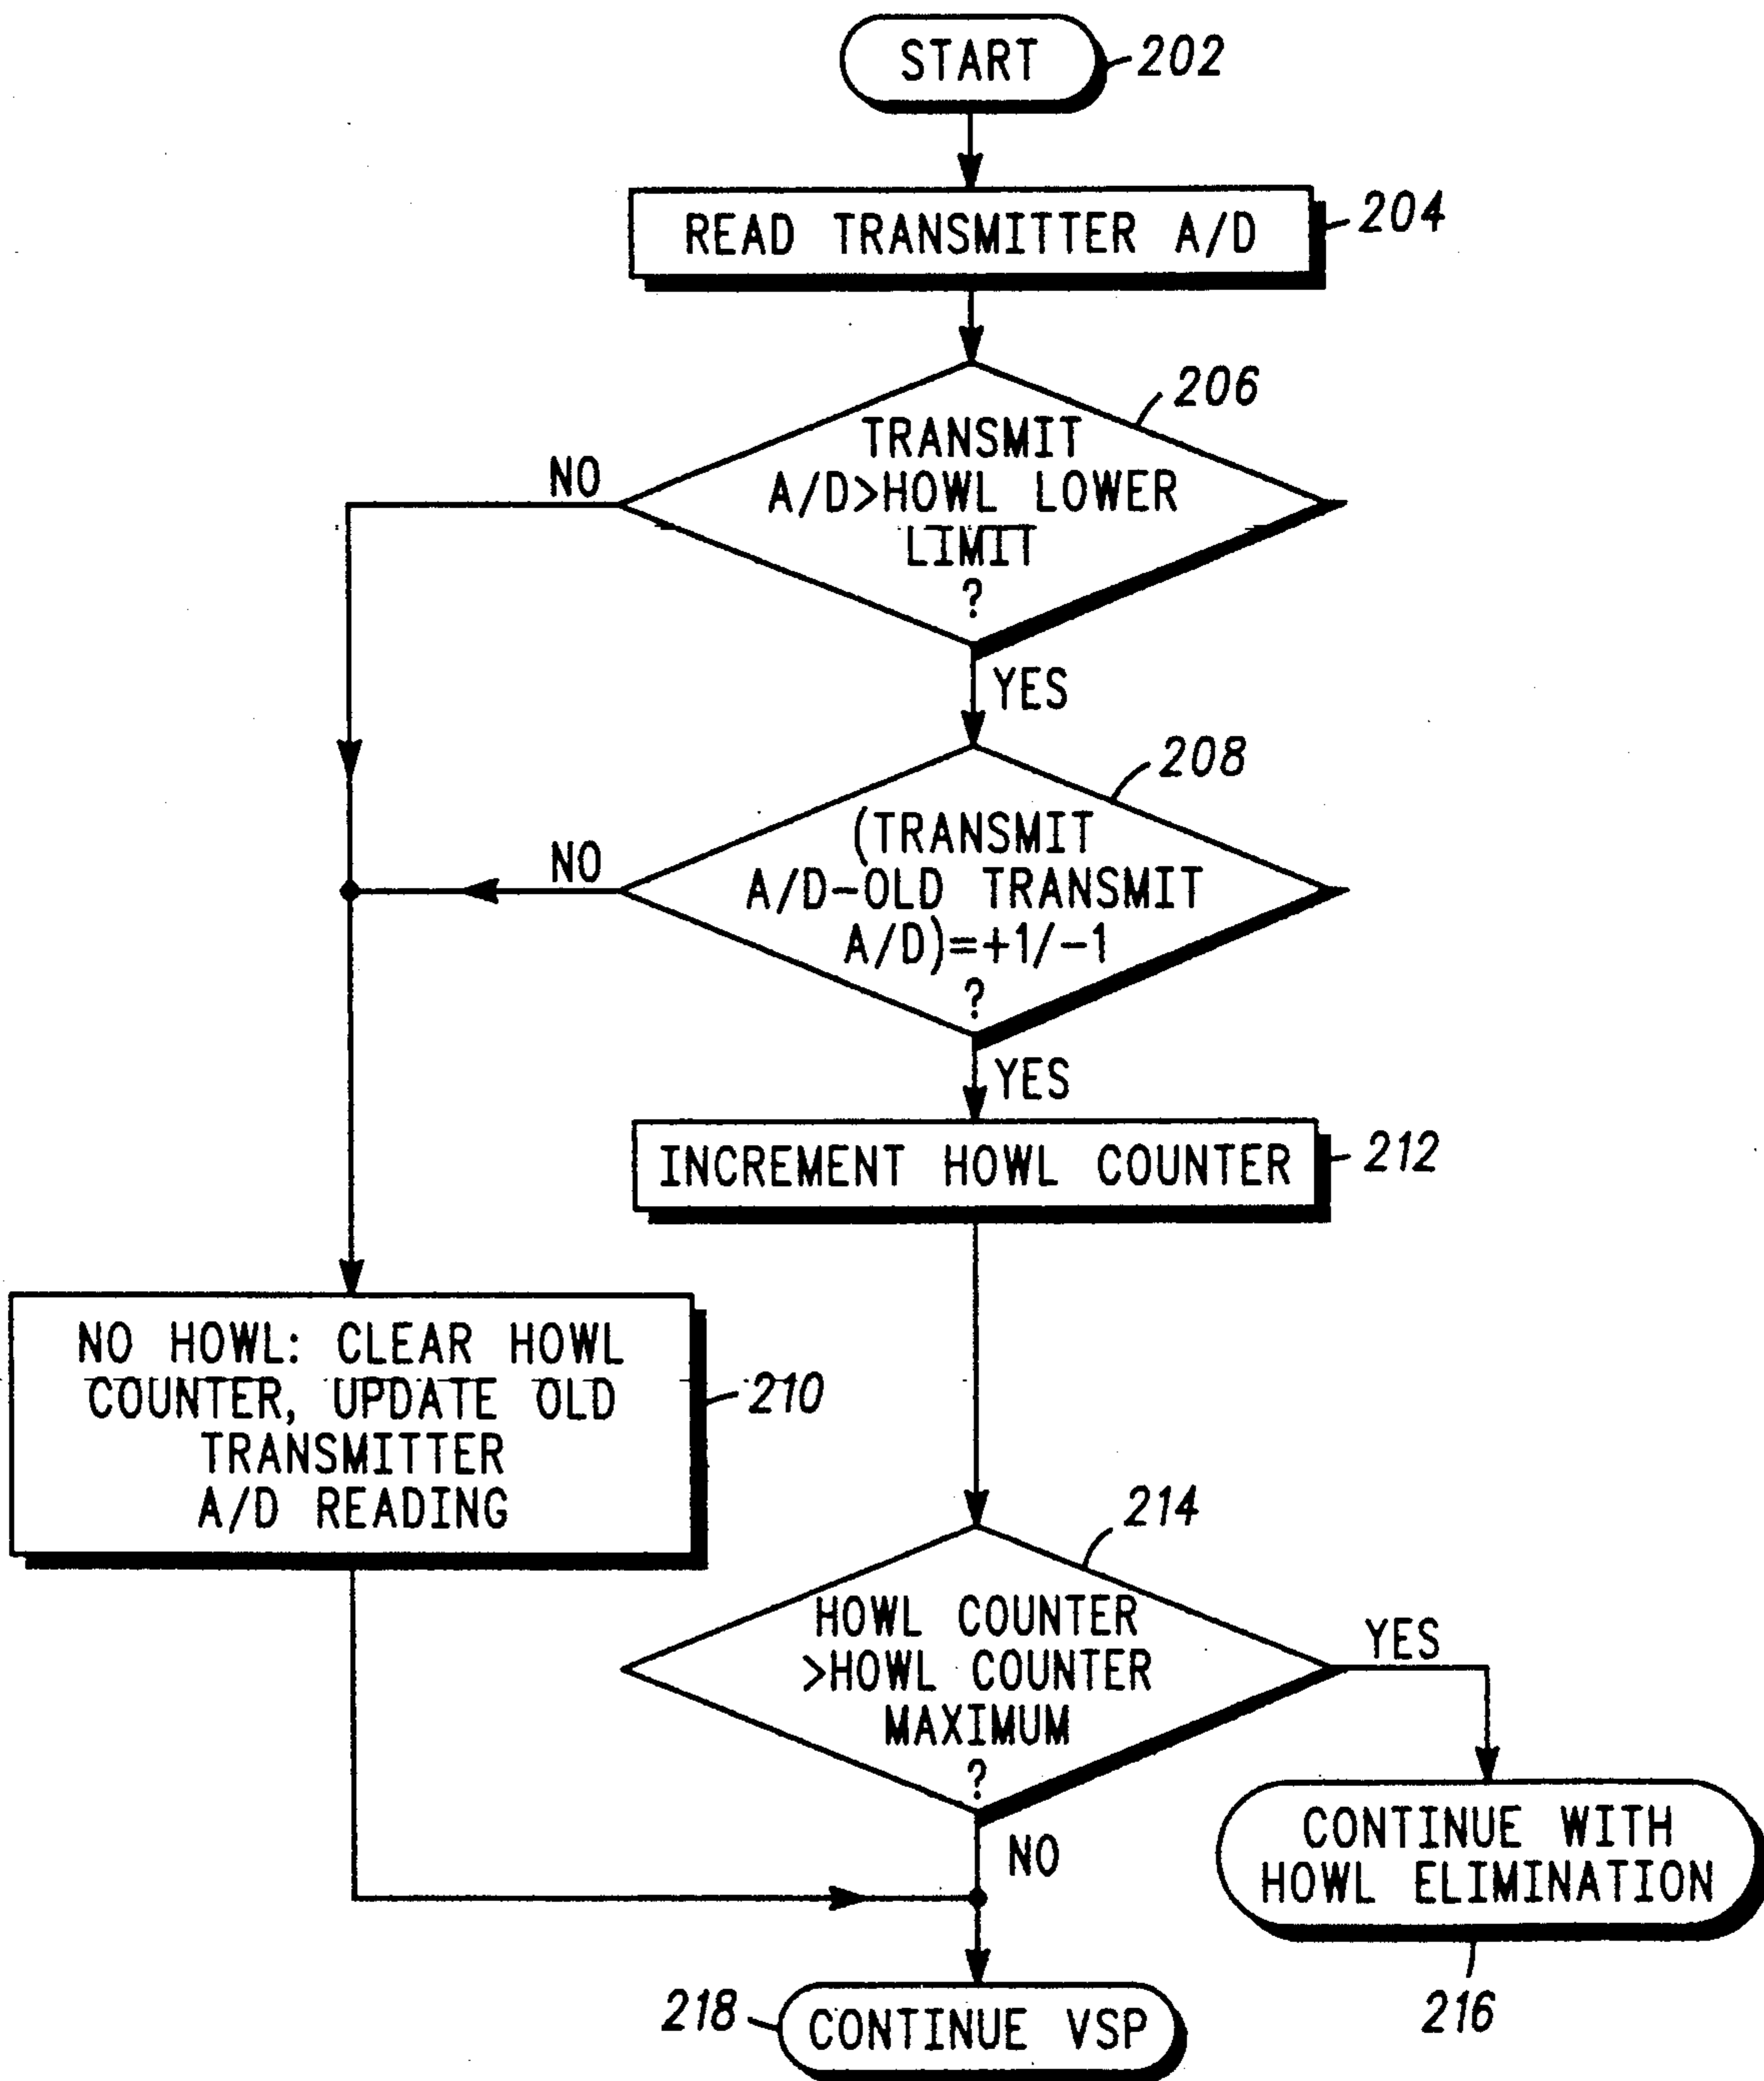 START
202
READ TRANSMITTER A/D
204
206
TRANSMIT
A/D>HOWL LOWER
LIMIT
?
NO
YES
208
(TRANSMIT
A/D-OLD TRANSMIT
A/D)=+1/-1
?
NO
YES
INCREMENT HOWL COUNTER
212
NO HOWL: CLEAR HOWL
COUNTER, UPDATE OLD
TRANSMITTER
A/D READING
210
214
HOWL COUNTER
>HOWL COUNTER
MAXIMUM
?
YES
NO
CONTINUE WITH
HOWL ELIMINATION
216
218
CONTINUE VSP